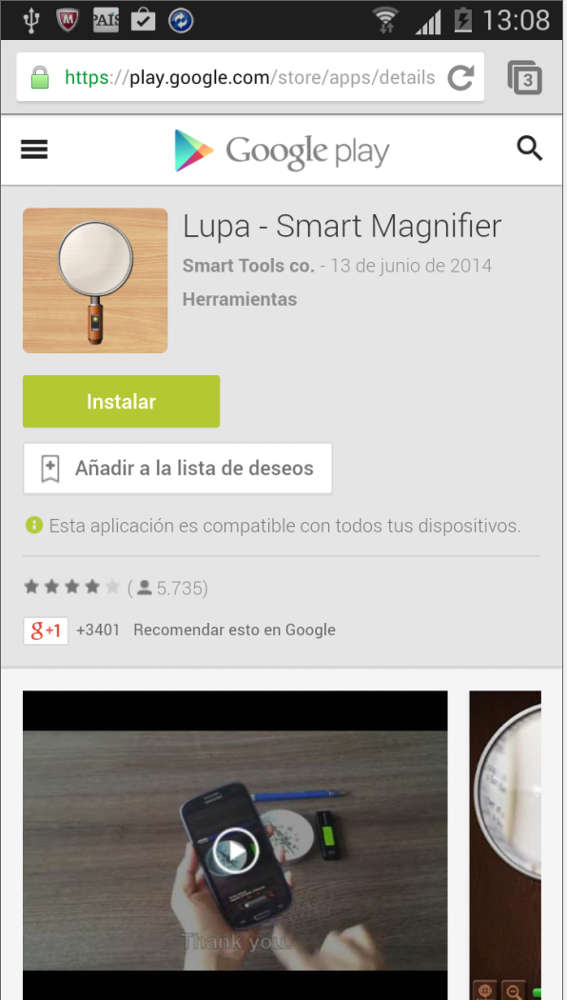 PAÍS
13:08
https://play.google.com/store/apps/details
3
Google play
Lupa - Smart Magnifier
Smart Tools co. - 13 de junio de 2014
Herramientas
Instalar
Añadir a la lista de deseos
Esta aplicación es compatible con todos tus dispositivos.
( 5.735)
g+1 +3401 Recomendar esto en Google
Thank you.